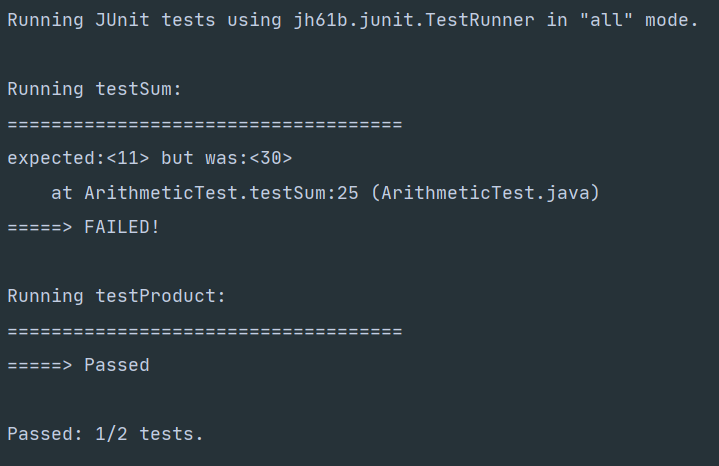 Running JUnit tests using jh61b.junit.TestRunner in "all" mode.
Running testSum:
====================================
expected:<11> but was:<30>
at ArithmeticTest.testSum:25 (ArithmeticTest.java)
=====> FAILED!
Running testProduct:
====================================
=====> Passed
Passed: 1/2 tests.